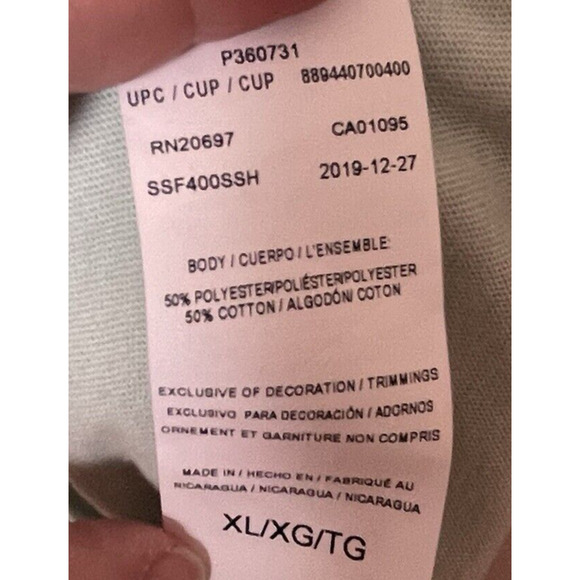 P360731
UPC / CUP / CUP 889440700400
RN20697 CA01095
SSF400SSH 2019-12-27
BODY / CUERPO / L'ENSEMBLE:
50% POLYESTER/POLIÉSTER/POLYESTER
50% COTTON / ALGODÓN/ COTON
EXCLUSIVE OF DECORATION / TRIMMINGS
EXCLUSIVO PARA DECORACIÓN / ADORNOS
ORNEMENT ET GARNITURE NON COMPRIS
MADE IN / HECHO EN / FABRIQUÉ AU
NICARAGUA / NICARAGUA / NICARAGUA
XL/XG/TG